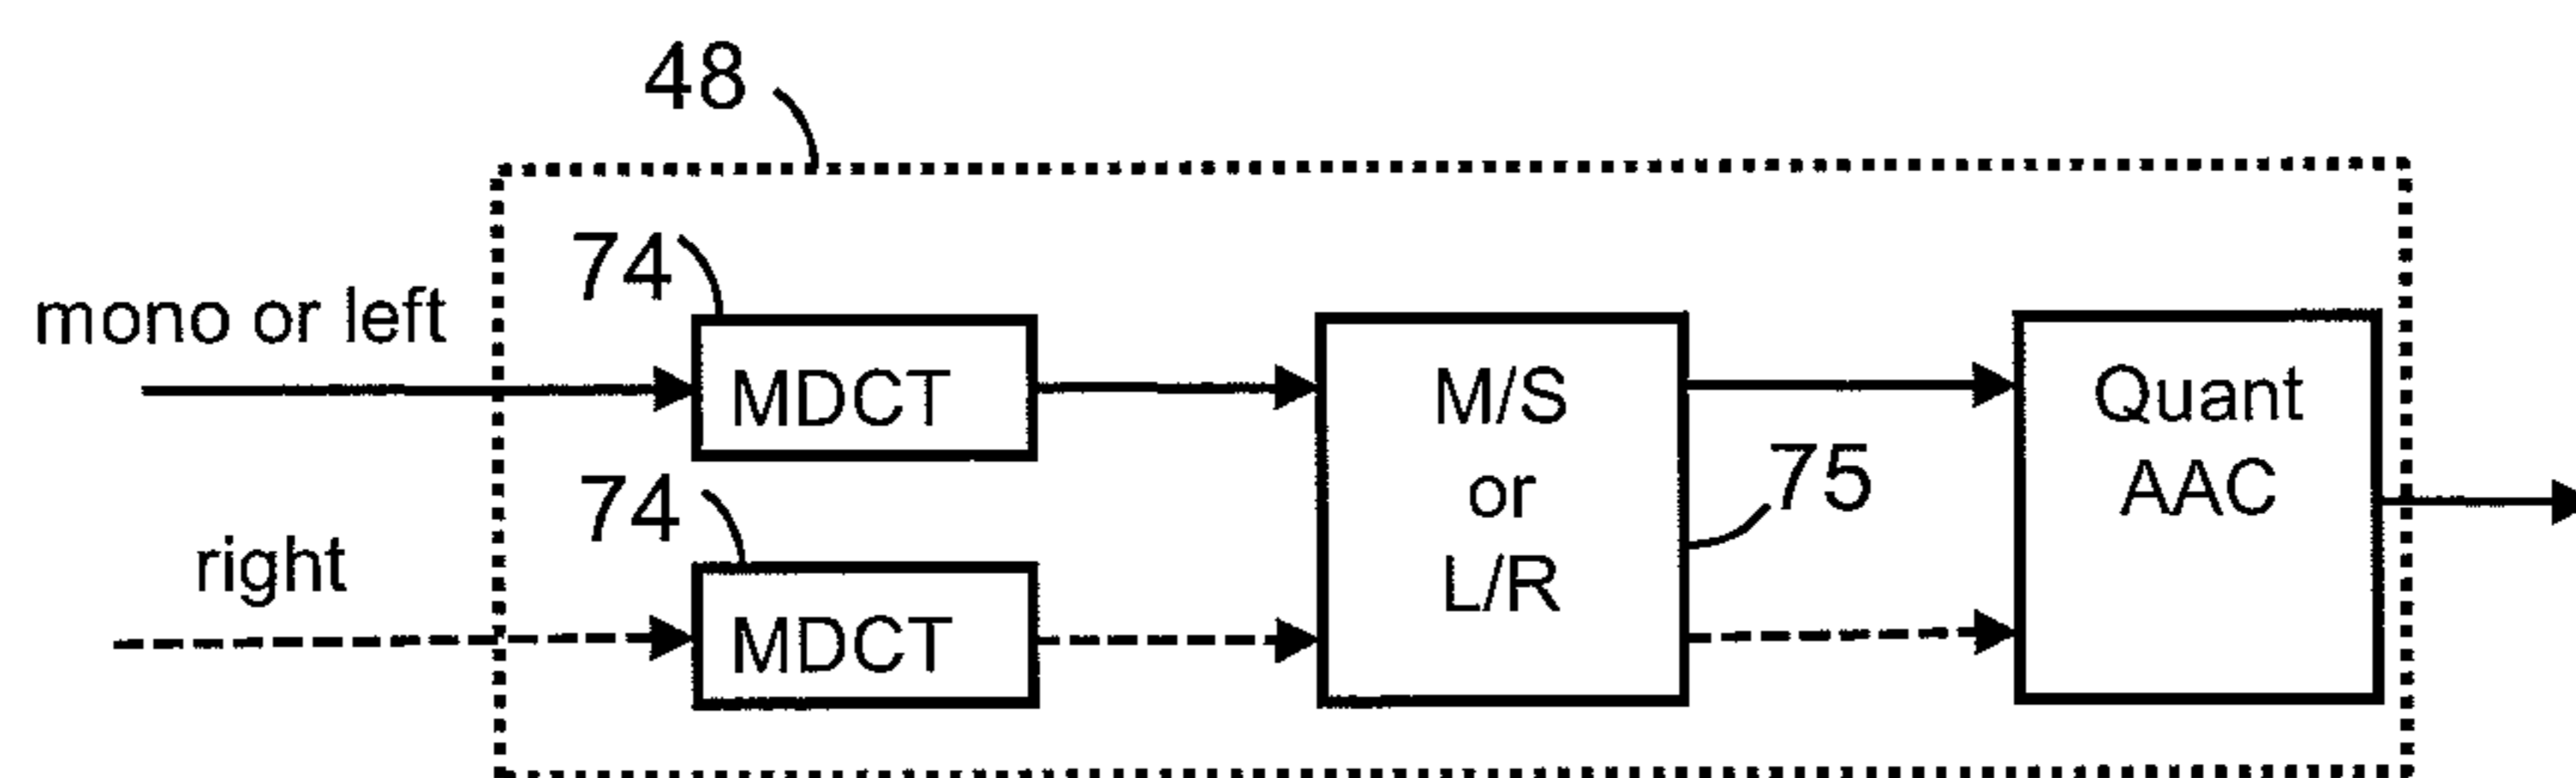 48
74
mono or left
MDCT
M/S
or
L/R
Quant
AAC
75
74
right
MDCT